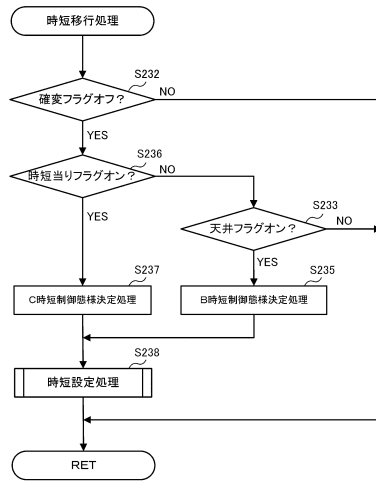 時短移行処理
S232
確変フラグオフ？
NO
YES
S236
時短当りフラグオン？
NO
S233
天井フラグオン？
NO
YES
YES
S237
C時短制御態様決定処理
S235
B時短制御態様決定処理
S238
時短設定処理
RET